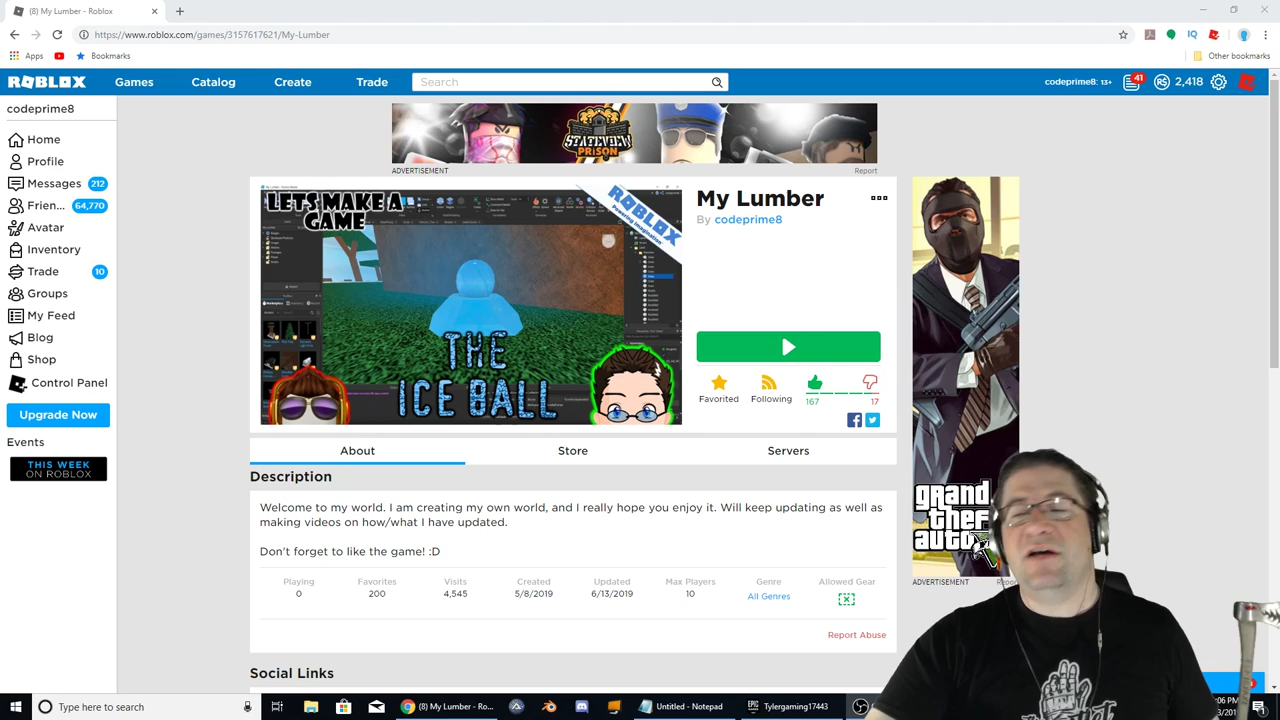 (8) My Lumber - Roblox
https://www.roblox.com/games/3157617621/My-Lumber
Apps
Bookmarks
Other bookmarks
ROBLOX
Games
Catalog
Create
Trade
Search
codeprime8: 13+
41
2,418
codeprime8
Home
Profile
Messages
212
Frien...
64,770
Avatar
Inventory
Trade
10
Groups
My Feed
Blog
Shop
Control Panel
Upgrade Now
Events
THIS WEEK
ON ROBLOX
STATEVIEW
PRISON
ADVERTISEMENT
Report
LETS MAKE A
GAME
ROBLOX
Powering Imagination
THE
ICE BALL
My Lumber
By codeprime8
Favorited
Following
167
17
About
Store
Servers
Description
Welcome to my world. I am creating my own world, and I really hope you enjoy it. Will keep updating as well as
making videos on how/what I have updated.
Don't forget to like the game! :D
Playing
0
Favorites
200
Visits
4,545
Created
5/8/2019
Updated
6/13/2019
Max Players
10
Genre
All Genres
Allowed Gear
Report Abuse
Social Links
grand
theft
auto
ADVERTISEMENT
Type here to search
(8) My Lumber - Ro...
Untitled - Notepad
Tylergaming17443